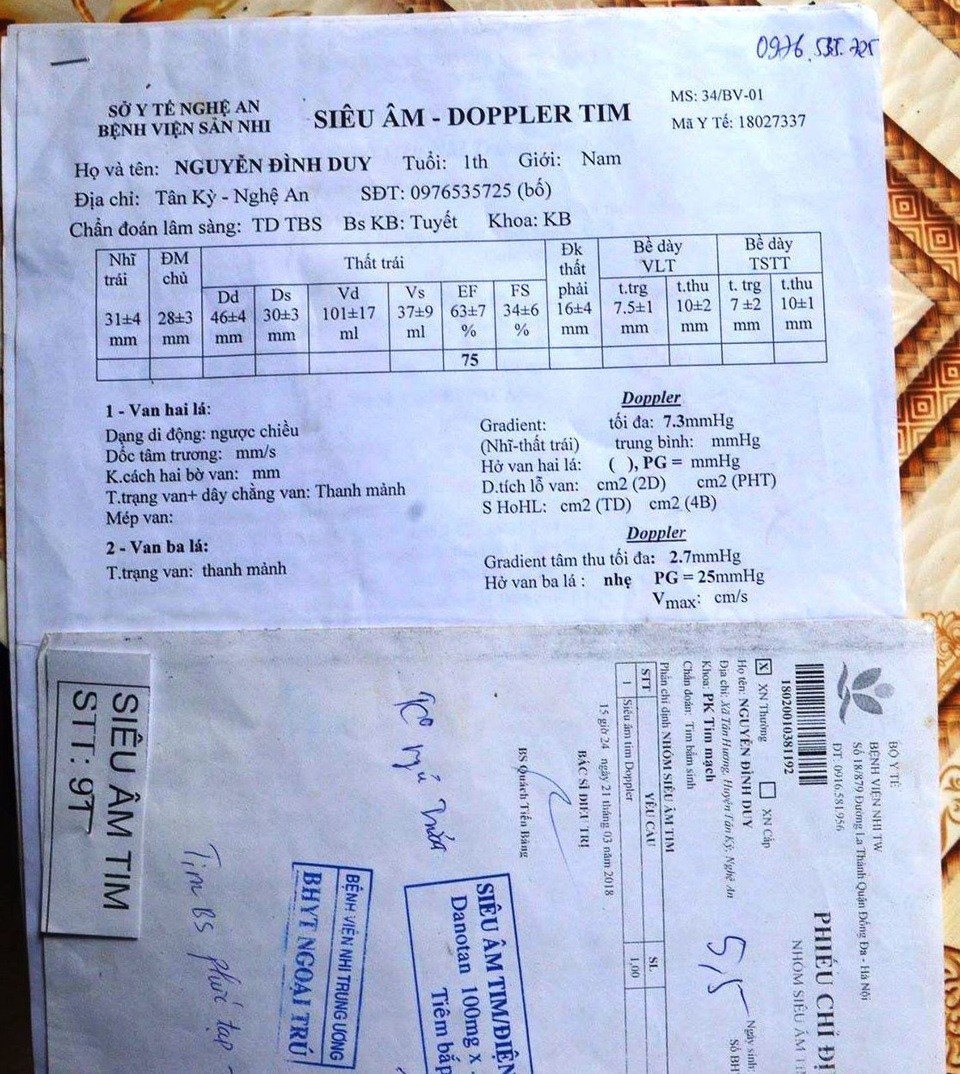 0976.535.725
SỞ Y TẾ NGHỆ AN
BỆNH VIỆN SẢN NHI
SIÊU ÂM - DOPPLER TIM
MS: 34/BV-01
Mã Y Tế: 18027337
Họ và tên: NGUYỄN ĐÌNH DUY Tuổi: 1th Giới: Nam
Địa chỉ: Tân Kỳ - Nghệ An SĐT: 0976535725 (bố)
Chẩn đoán lâm sàng: TD TBS Bs KB: Tuyết Khoa: KB
Nhĩ trái ĐM chủ Thất trái Đk thất phải Bề dày VLT Bề dày TSTT
Dd Ds Vd Vs EF FS t.trg t.thu t. trg t.thu
31±4 28±3 46±4 30±3 101±17 37±9 63±7 34±6 16±4 7.5±1 10±2 7 ±2 10±1
mm mm mm mm ml ml % % mm mm mm mm mm
75
1 - Van hai lá:
Dạng di động: ngược chiều
Dốc tâm trương: mm/s
K.cách hai bờ van: mm
T.trạng van+ dây chằng van: Thanh mảnh
Mép van:
Doppler
Gradient: tối đa: 7.3mmHg
(Nhĩ-thất trái) trung bình: mmHg
Hở van hai lá: ( ), PG = mmHg
D.tích lỗ van: cm2 (2D) cm2 (PHT)
S HoHL: cm2 (TD) cm2 (4B)
2 - Van ba lá:
T.trạng van: thanh mảnh
Doppler
Gradient tâm thu tối đa: 2.7mmHg
Hở van ba lá : nhẹ PG = 25mmHg
Vmax: cm/s
BỘ Y TẾ
BỆNH VIỆN NHI TW
Số 18/879 Đường La Thành Quận Đống Đa - Hà Nội
ĐT: 0916.581956
PHIẾU CHỈ ĐỊ
NHÓM SIÊU ÂM TI
18020010381192
X XN Thường XN Cấp
Họ tên: NGUYỄN ĐÌNH DUY
Ngày sinh:
Địa chỉ: Xã Tân Hương, Huyện Tân Kỳ, Nghệ An
Số BH
Khoa: PK Tim mạch
5,5
Chẩn đoán: Tim bẩm sinh
Phần chỉ định NHÓM SIÊU ÂM TIM
STT YÊU CẦU SL
1 Siêu âm tim Doppler 1,00
15 giờ 24 ngày 21 tháng 03 năm 2018
BÁC SĨ ĐIỀU TRỊ
BS Quách Tiến Bảng
SIÊU ÂM TIM/ĐIỆN
Danotan 100mg x
Tiêm bắp
BỆNH VIỆN NHI TRUNG ƯƠNG
BHYT NGOẠI TRÚ
Tim BS phức tạp
SIÊU ÂM TIM
STT: 97